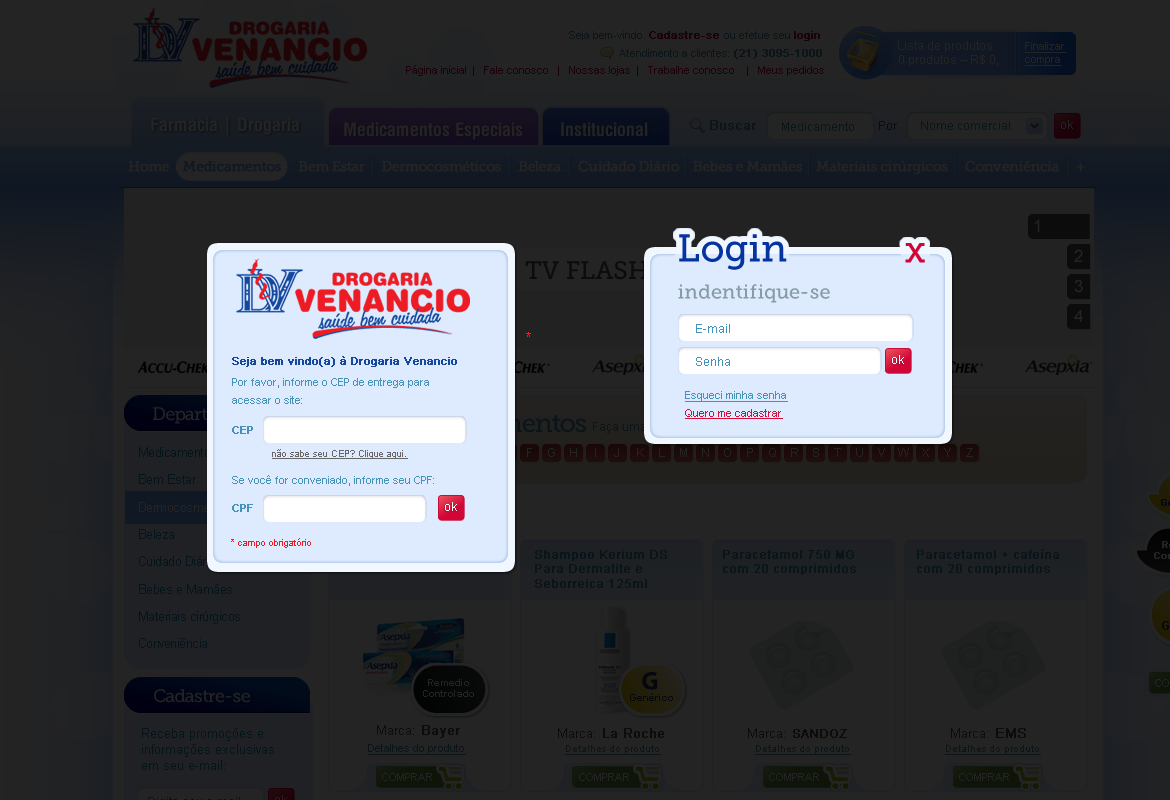 DROGARIA
VENANCIO
saúde bem cuidada
Seja bem-vindo. Cadastre-se ou efetue seu login
Atendimento a clientes: (21) 3095-1000
Página inicial | Fale conosco | Nossas lojas | Trabalhe conosco | Meus pedidos
Lista de produtos
0 produtos – R$ 0,
Finalizar
compra
Farmácia | Drogaria
Medicamentos Especiais
Institucional
Buscar
Medicamento
Por
Nome comercial
ok
Home
Medicamentos
Bem Estar
Dermocosméticos
Beleza
Cuidado Diário
Bebes e Mamães
Materiais cirúrgicos
Conveniência
+
1
2
3
4
TV FLASH
DROGARIA
VENANCIO
saúde bem cuidada
Seja bem vindo(a) à Drogaria Venancio
Por favor, informe o CEP de entrega para
acessar o site:
CEP
não sabe seu CEP? Clique aqui.
Se você for conveniado, informe seu CPF:
CPF
ok
* campo obrigatório
*
Login
X
indentifique-se
E-mail
Senha
ok
Esqueci minha senha
Quero me cadastrar
ACCU-CHEK
CHEK
Asepxia
Depart
Medicamento
Bem Estar
Dermocosmé
Beleza
Cuidado Diár
Bebes e Mamães
Materiais cirúrgicos
Conveniência
mentos Faça uma
F G H I J K L M N O P Q R S T U V W X Y Z
Shampoo Kerium DS
Para Dermatite e
Seborreica 125ml
Paracetamol 750 MG
com 20 comprimidos
Paracetamol + cafeína
com 20 comprimidos
Asepxia
Remedio
Controlado
G
Genérico
Marca: Bayer
Detalhes do produto
COMPRAR
Marca: La Roche
Detalhes do produto
COMPRAR
Marca: SANDOZ
Detalhes do produto
COMPRAR
Marca: EMS
Detalhes do produto
COMPRAR
Cadastre-se
Receba promoções e
informações exclusivas
em seu e-mail:
ok